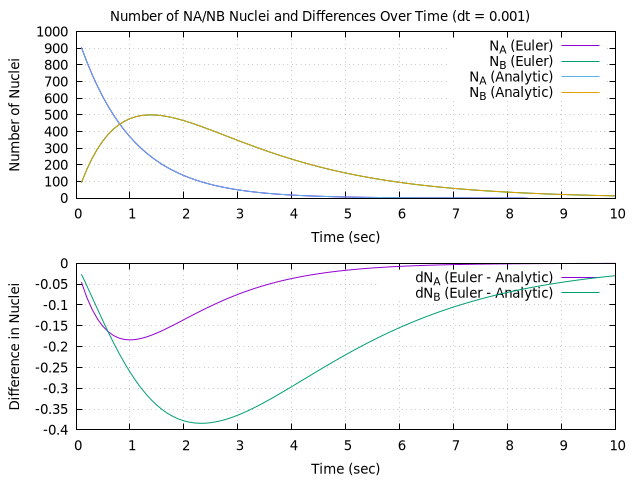 Number of NA/NB Nuclei and Differences Over Time (dt = 0.001)
1000
900
800
700
600
500
400
300
200
100
0
Number of Nuclei
N_A (Euler)
N_B (Euler)
N_A (Analytic)
N_B (Analytic)
0 1 2 3 4 5 6 7 8 9 10
Time (sec)
0
-0.05
-0.1
-0.15
-0.2
-0.25
-0.3
-0.35
-0.4
Difference in Nuclei
dN_A (Euler - Analytic)
dN_B (Euler - Analytic)
0 1 2 3 4 5 6 7 8 9 10
Time (sec)